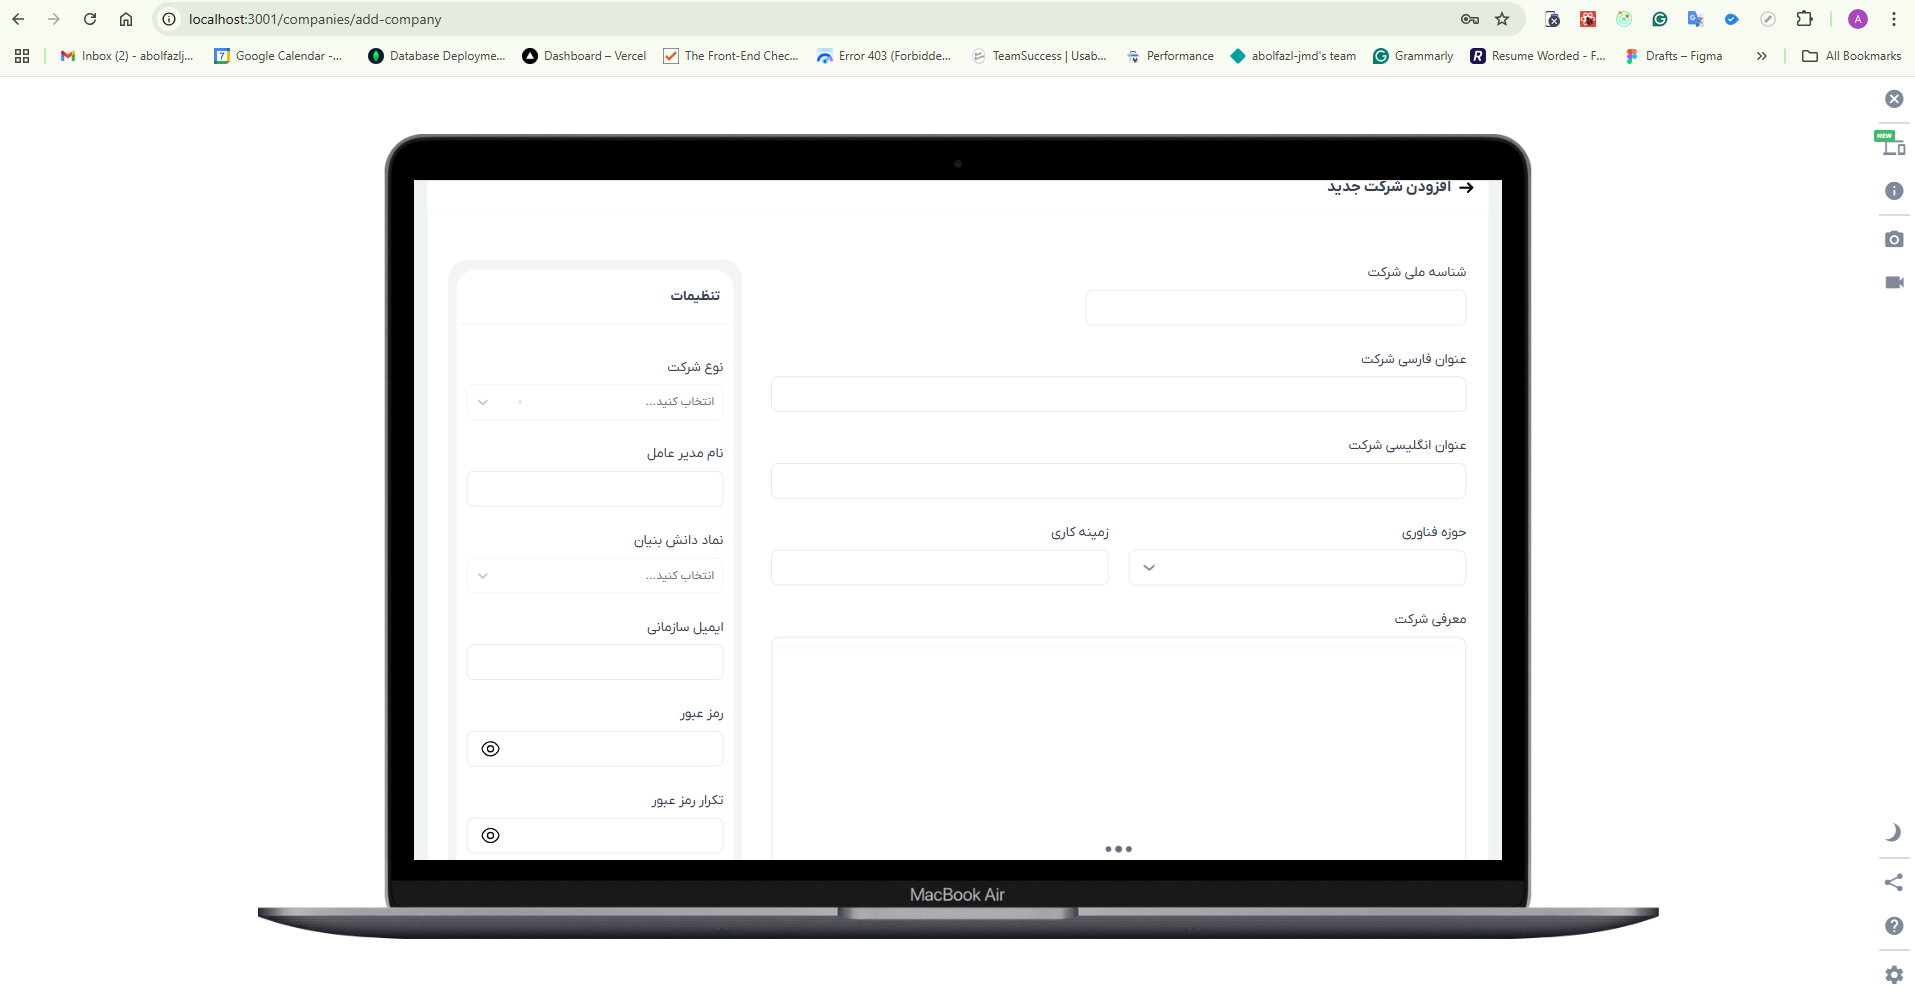 localhost:3001/companies/add-company
A
Inbox (2) - abolfazlj...
7
Google Calendar -...
Database Deployme...
Dashboard – Vercel
The Front-End Chec...
Error 403 (Forbidde...
TeamSuccess | Usab...
Performance
abolfazl-jmd's team
Grammarly
Resume Worded - F...
Drafts – Figma
All Bookmarks
NEW
افزودن شرکت جدید
شناسه ملی شرکت
عنوان فارسی شرکت
عنوان انگلیسی شرکت
حوزه فناوری
زمینه کاری
معرفی شرکت
تنظیمات
نوع شرکت
انتخاب کنید...
نام مدیر عامل
نماد دانش بنیان
انتخاب کنید...
ایمیل سازمانی
رمز عبور
تکرار رمز عبور
MacBook Air